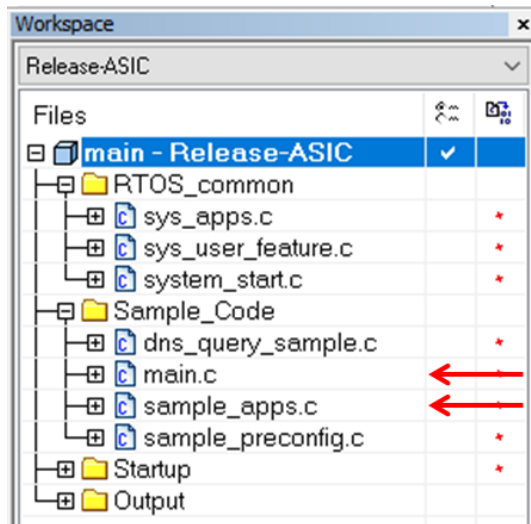 Workspace
Release-ASIC
Files
main - Release-ASIC
RTOS_common
sys_apps.c
sys_user_feature.c
system_start.c
Sample_Code
dns_query_sample.c
main.c
sample_apps.c
sample_preconfig.c
Startup
Output